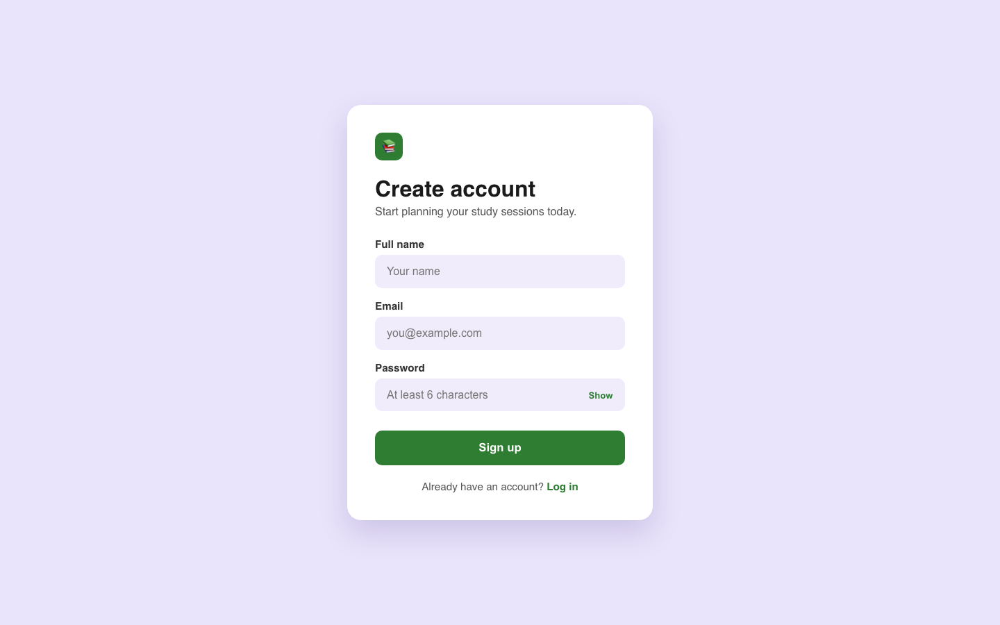 Create account
Start planning your study sessions today.
Full name
Your name
Email
you@example.com
Password
At least 6 characters
Show
Sign up
Already have an account? Log in